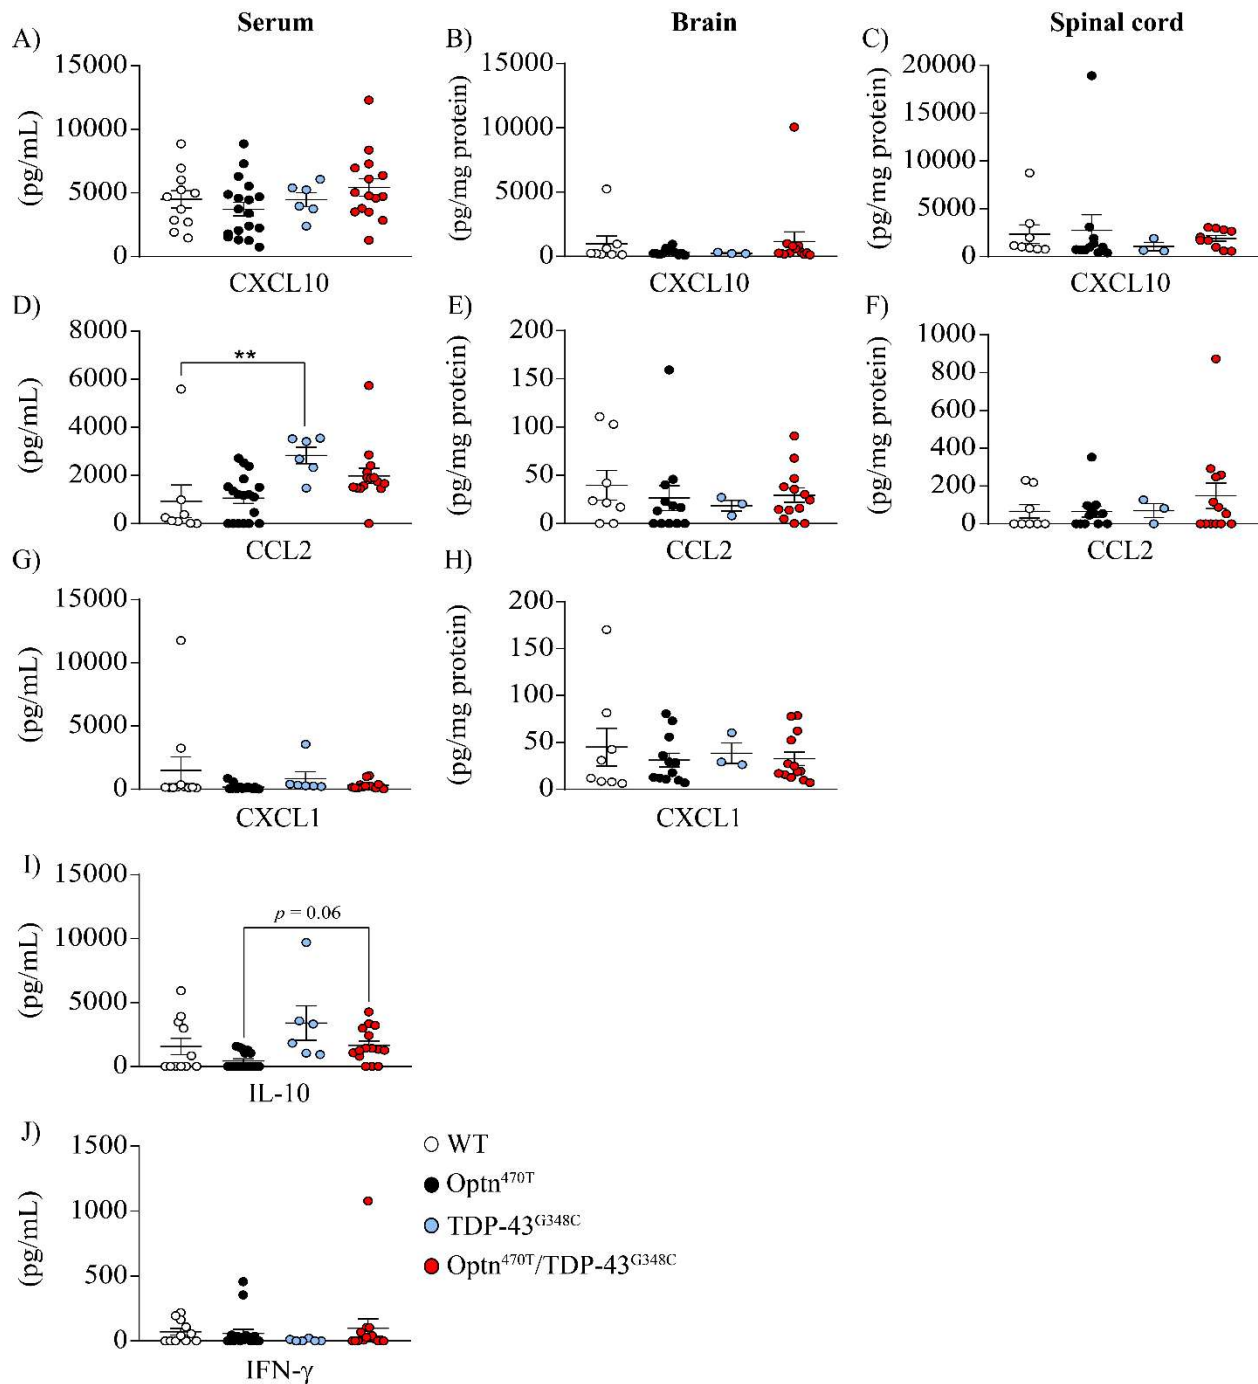 Serum Brain Spinal cord
A) B) C)
15000 15000 20000
10000 10000 15000
5000 5000 10000
0 0 5000
0
(pg/mL) (pg/mg protein) (pg/mg protein)
CXCL10 CXCL10 CXCL10
D) E) F)
8000 200 1000
6000 150 800
4000 100 600
2000 50 400
0 0 200
0
**
(pg/mL) (pg/mg protein) (pg/mg protein)
CCL2 CCL2 CCL2
G) H)
15000 200
10000 150
5000 100
0 50
0
(pg/mL) (pg/mg protein)
CXCL1 CXCL1
I)
15000
10000
5000
0
p = 0.06
(pg/mL)
IL-10
J)
1500
1000
500
0
(pg/mL)
IFN-γ
WT
Optn470T
TDP-43G348C
Optn470T/TDP-43G348C